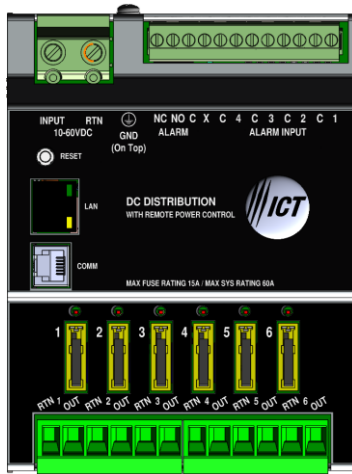 INPUT RTN
10-60VDC
GND
(On Top)
NC NO C X C 4 C 3 C 2 C 1
ALARM ALARM INPUT
RESET
LAN
DC DISTRIBUTION
WITH REMOTE POWER CONTROL
ICT
COMM
MAX FUSE RATING 15A / MAX SYS RATING 60A
1 2 3 4 5 6
RTN 1 OUT RTN 2 OUT RTN 3 OUT RTN 4 OUT RTN 5 OUT RTN 6 OUT